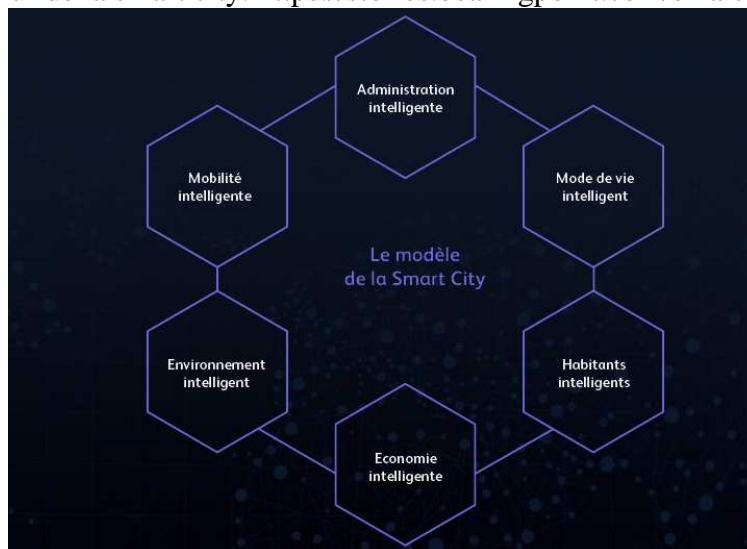 Administration
intelligente
Mobilité
intelligente
Mode de vie
intelligent
Le modèle
de la Smart City
Environnement
intelligent
Habitants
intelligents
Economie
intelligente